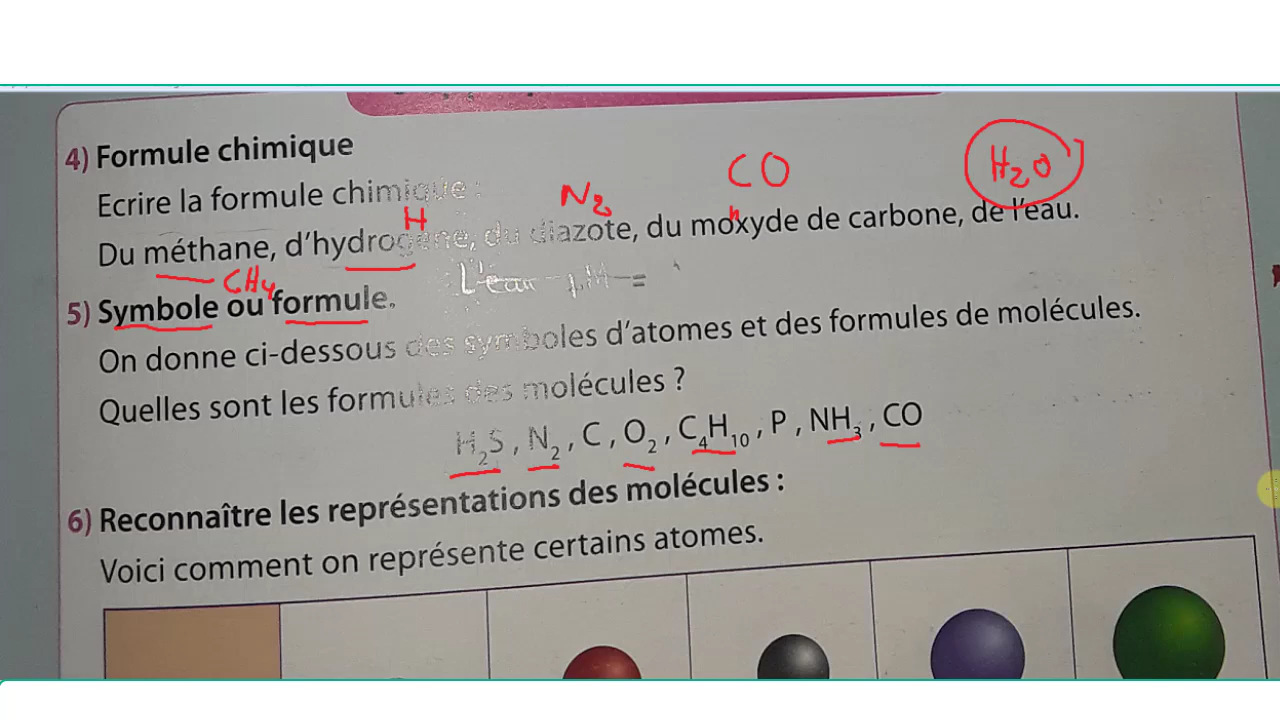 4) Formule chimique
Ecrire la formule chimique :
H N₂ CO H₂O
Du méthane, d'hydrogene, du diazote, du moxyde de carbone, de l'eau.
n
CH₄
L'eau
5) Symbole ou formule.
On donne ci-dessous des symboles d'atomes et des formules de molécules.
Quelles sont les formules des molécules ?
H₂S , N₂ , C , O₂ , C₄H₁₀ , P , NH₃ , CO
6) Reconnaître les représentations des molécules :
Voici comment on représente certains atomes.